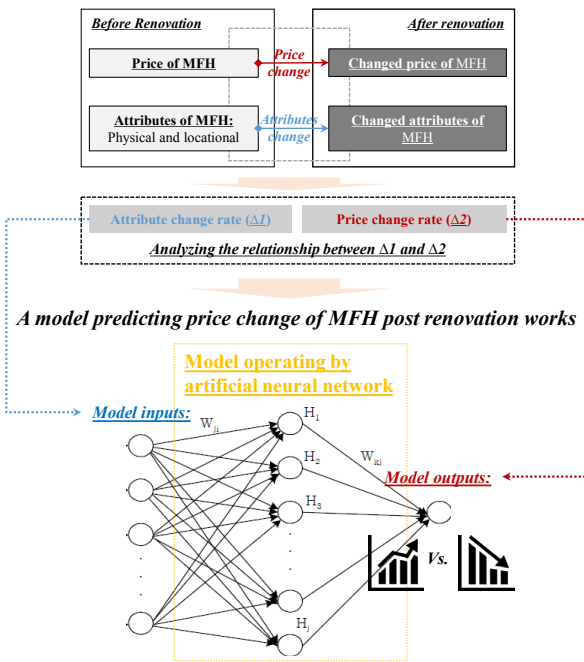 Before Renovation
After renovation
Price of MFH
Price
change
Changed price of MFH
Attributes of MFH:
Physical and locational
Attributes
change
Changed attributes of
MFH
Attribute change rate (Δ1)
Price change rate (Δ2)
Analyzing the relationship between Δ1 and Δ2
A model predicting price change of MFH post renovation works
Model operating by
artificial neural network
Model inputs:
Wji
H1
H2
Wkj
Model outputs:
H3
Vs.
Hj